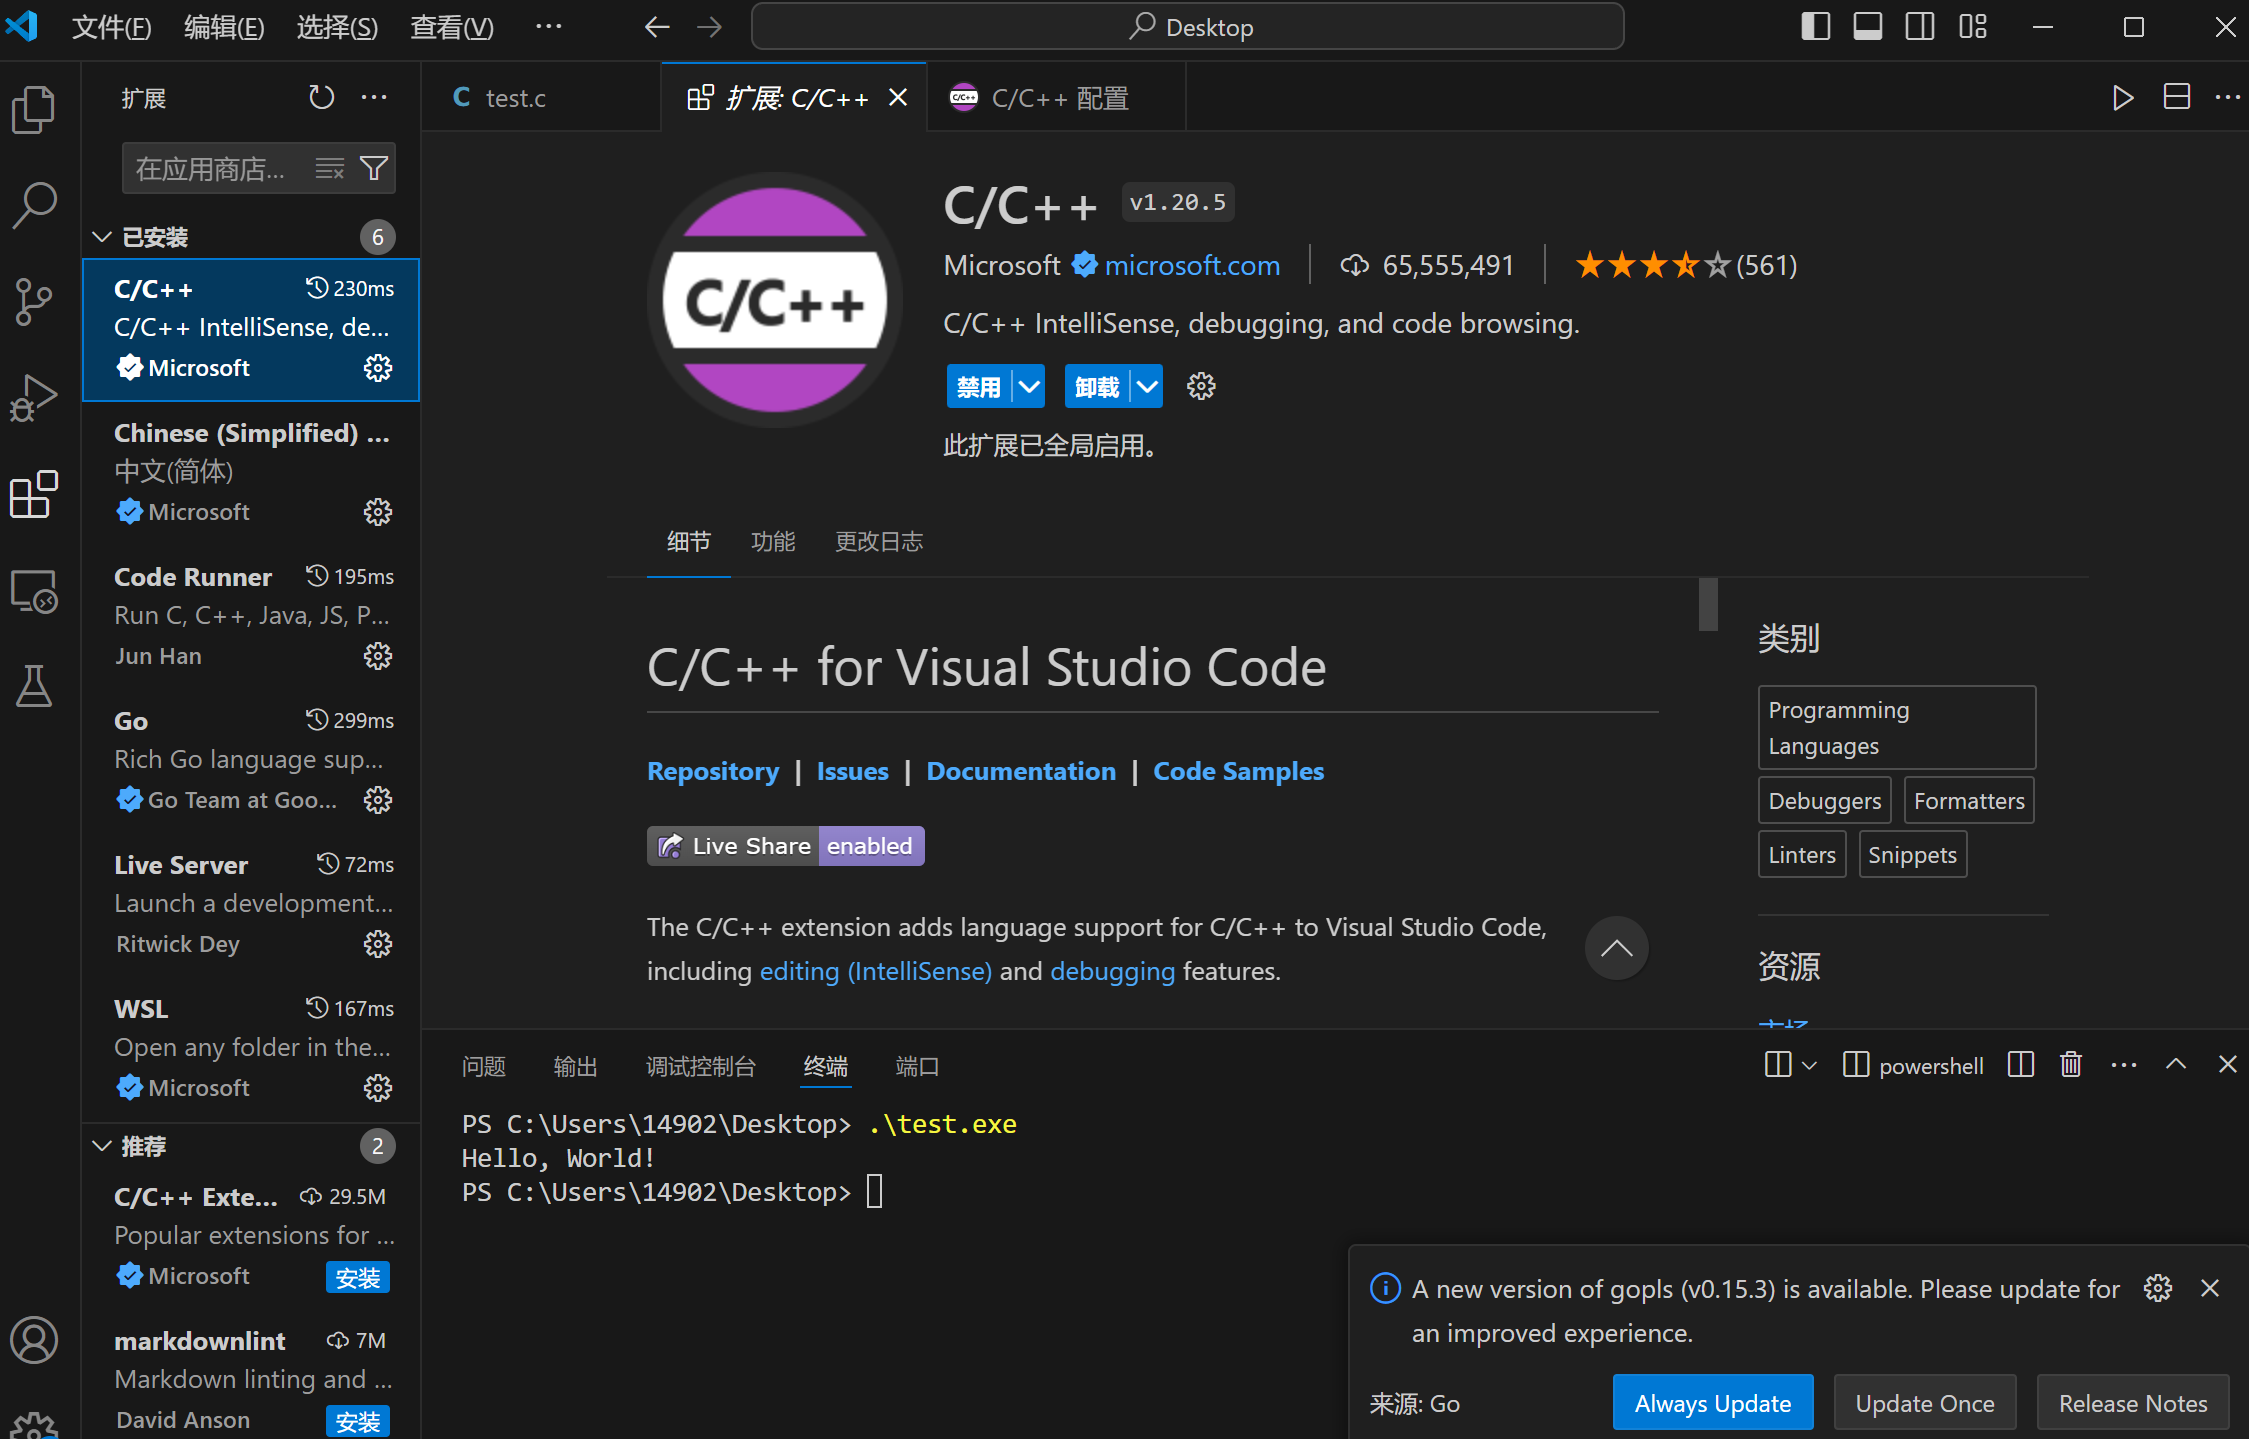 文件(F) 编辑(E) 选择(S) 查看(V) ··· Desktop
扩展 ···
在应用商店...
已安装 6
C/C++ 230ms
C/C++ IntelliSense, de...
Microsoft
Chinese (Simplified) ...
中文(简体)
Microsoft
Code Runner 195ms
Run C, C++, Java, JS, P...
Jun Han
Go 299ms
Rich Go language sup...
Go Team at Goo...
Live Server 72ms
Launch a development...
Ritwick Dey
WSL 167ms
Open any folder in the...
Microsoft
推荐 2
C/C++ Exte... 29.5M
Popular extensions for ...
Microsoft 安装
markdownlint 7M
Markdown linting and ...
David Anson 安装
C test.c 扩展: C/C++ C/C++ C/C++ 配置
C/C++
C/C++ v1.20.5
Microsoft microsoft.com 65,555,491 (561)
C/C++ IntelliSense, debugging, and code browsing.
禁用 卸载
此扩展已全局启用。
细节 功能 更改日志
C/C++ for Visual Studio Code
Repository | Issues | Documentation | Code Samples
Live Share enabled
The C/C++ extension adds language support for C/C++ to Visual Studio Code,
including editing (IntelliSense) and debugging features.
类别
Programming
Languages
Debuggers Formatters
Linters Snippets
资源
问题 输出 调试控制台 终端 端口 powershell
PS C:\Users\14902\Desktop> .\test.exe
Hello, World!
PS C:\Users\14902\Desktop>
A new version of gopls (v0.15.3) is available. Please update for
an improved experience.
来源: Go Always Update Update Once Release Notes